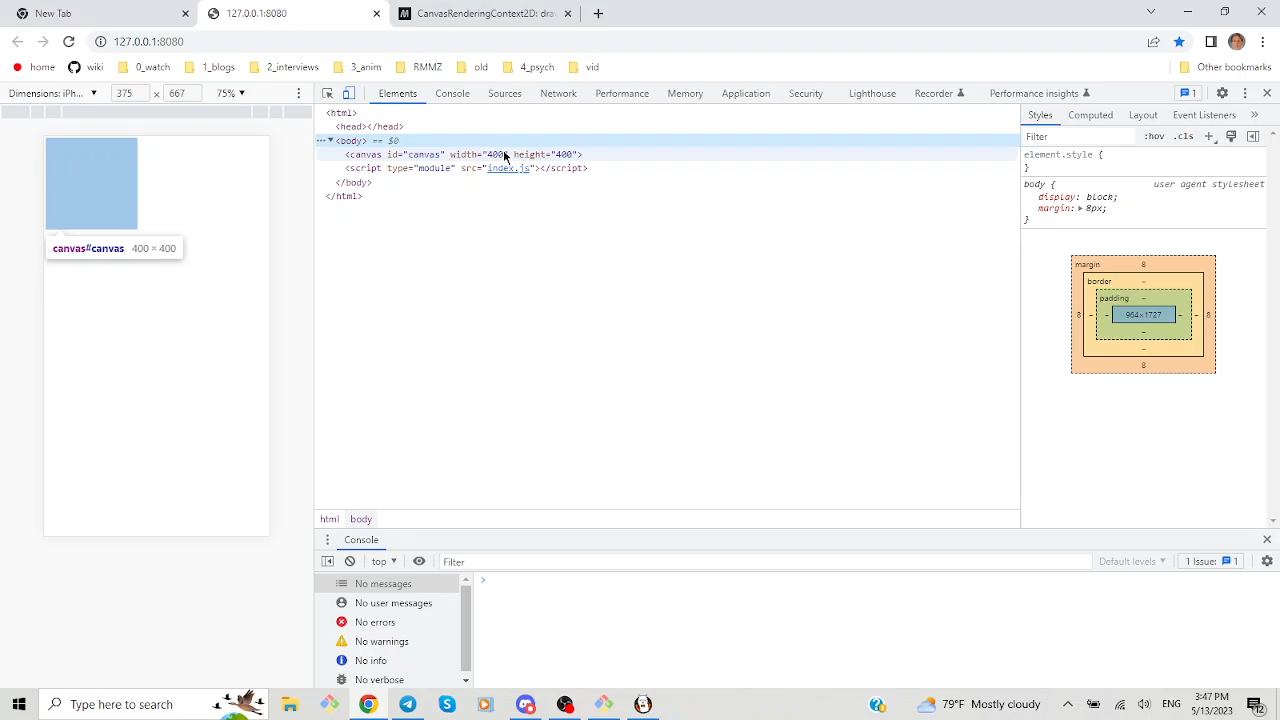 New Tab
127.0.0.1:8080
CanvasRenderingContext2D: dra
127.0.0.1:8080
home
wiki
0_watch
1_blogs
2_interviews
3_anim
RMMZ
old
4_psych
vid
Other bookmarks
Dimensions: iPh... ▼ 375 × 667 75% ▼
Elements Console Sources Network Performance Memory Application Security Lighthouse Recorder Performance insights 1
<html>
<head></head>
··· ▼ <body> == $0
<canvas id="canvas" width="400" height="400">
<script type="module" src="index.js"></script>
</body>
</html>
canvas#canvas 400 × 400
Styles Computed Layout Event Listeners
Filter :hov .cls
element.style {
}
body { user agent stylesheet
display: block;
margin: ▶ 8px;
}
margin 8
border –
padding –
8 – – 964×1727 – – 8
–
–
8
html body
Console
top ▼ Filter Default levels ▼ 1 Issue: 1
No messages
No user messages
No errors
No warnings
No info
No verbose
Type here to search
79°F Mostly cloudy
ENG
3:47 PM
5/13/2023
12